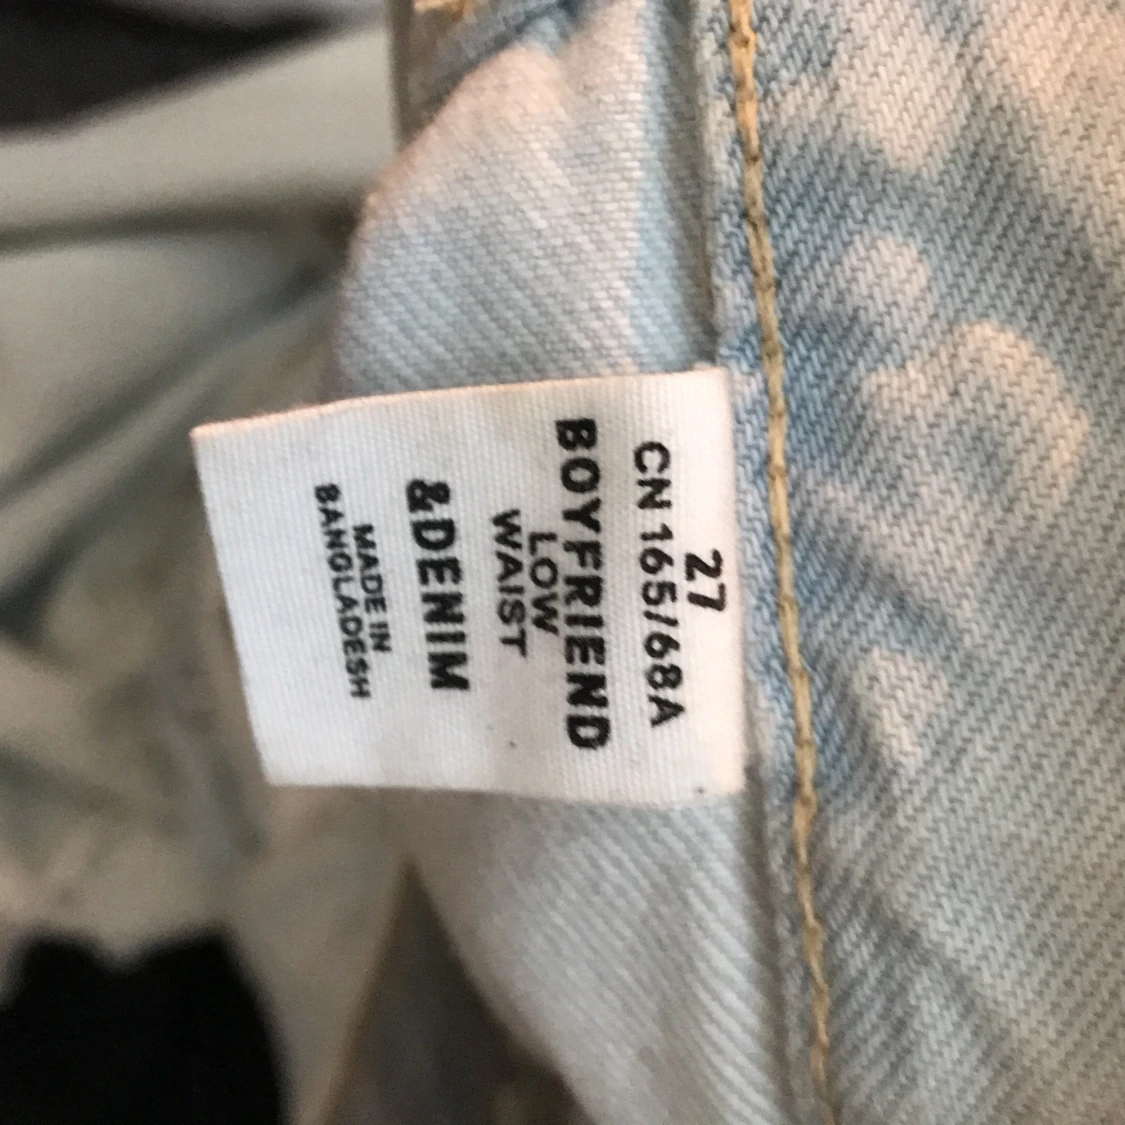 27
CN 165/68A
BOYFRIEND
LOW
WAIST
&DENIM
MADE IN
BANGLADESH